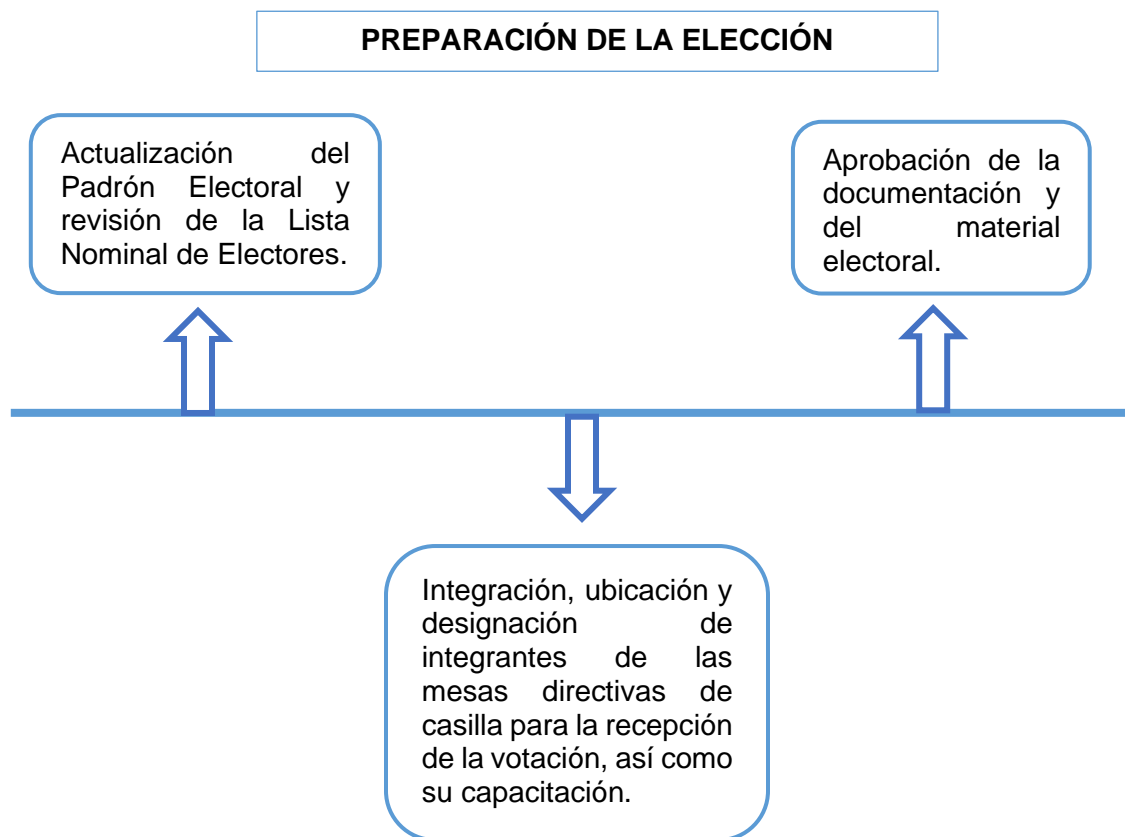 PREPARACIÓN DE LA ELECCIÓN
Actualización del
Padrón Electoral y
revisión de la Lista
Nominal de Electores.
Aprobación de la
documentación y
del material
electoral.
Integración, ubicación y
designación de
integrantes de las
mesas directivas de
casilla para la recepción
de la votación, así como
su capacitación.